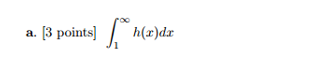 a. [3 points] ∫₁^∞ h(x)dx